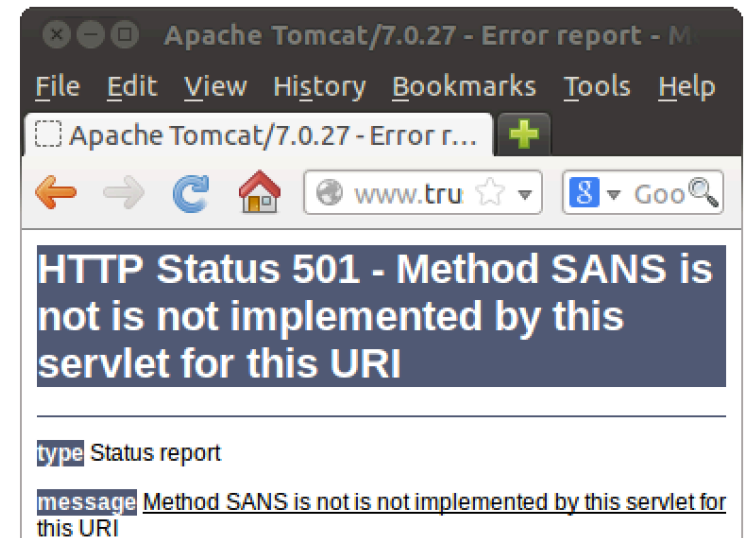 Apache Tomcat/7.0.27 - Error report - M
File Edit View History Bookmarks Tools Help
Apache Tomcat/7.0.27 - Error r...
www.tru 8 Goo
HTTP Status 501 - Method SANS is
not is not implemented by this
servlet for this URI
type Status report
message Method SANS is not is not implemented by this servlet for
this URI